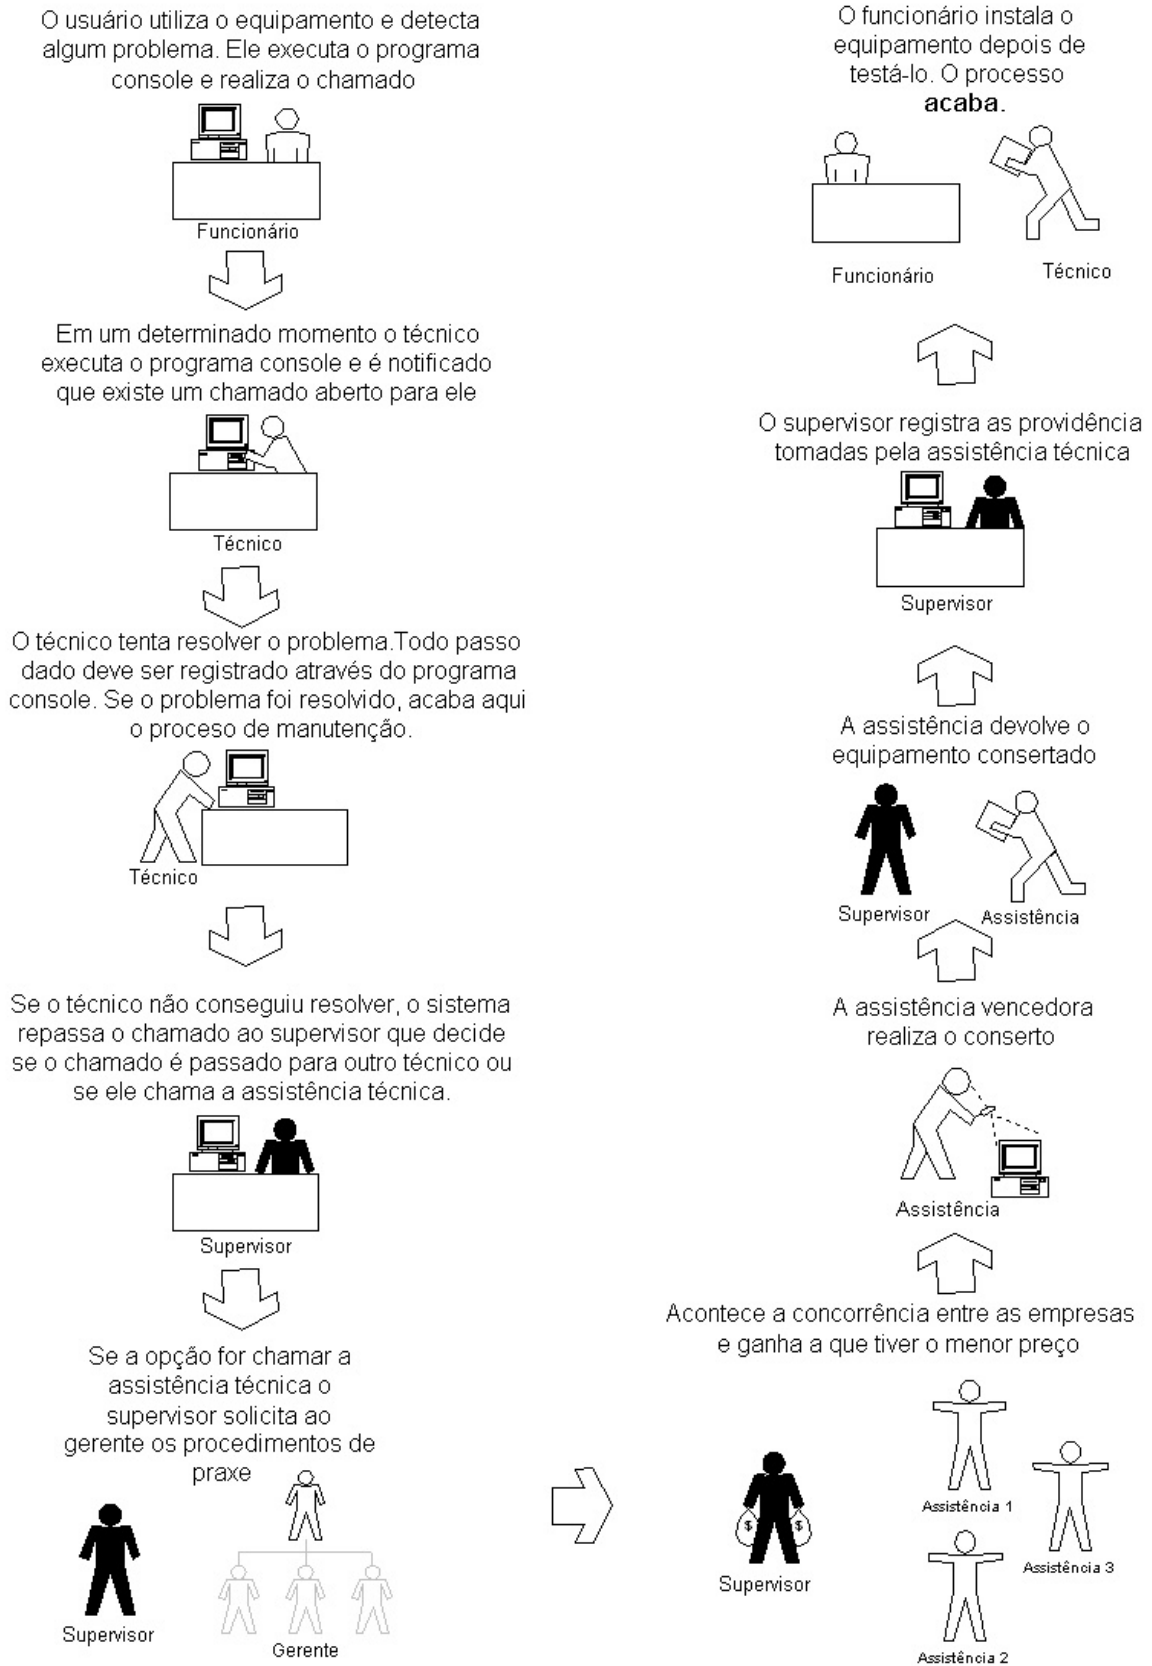 O usuário utiliza o equipamento e detecta
algum problema. Ele executa o programa
console e realiza o chamado
Funcionário
Em um determinado momento o técnico
executa o programa console e é notificado
que existe um chamado aberto para ele
Técnico
O técnico tenta resolver o problema.Todo passo
dado deve ser registrado através do programa
console. Se o problema foi resolvido, acaba aqui
o proceso de manutenção.
Técnico
Se o técnico não conseguiu resolver, o sistema
repassa o chamado ao supervisor que decide
se o chamado é passado para outro técnico ou
se ele chama a assistência técnica.
Supervisor
Se a opção for chamar a
assistência técnica o
supervisor solicita ao
gerente os procedimentos de
praxe
Supervisor
Gerente
Acontece a concorrência entre as empresas
e ganha a que tiver o menor preço
$ $
Supervisor
Assistência 1
Assistência 3
Assistência 2
A assistência vencedora
realiza o conserto
Assistência
A assistência devolve o
equipamento consertado
Supervisor
Assistência
O supervisor registra as providência
tomadas pela assistência técnica
Supervisor
O funcionário instala o
equipamento depois de
testá-lo. O processo
acaba.
Funcionário
Técnico